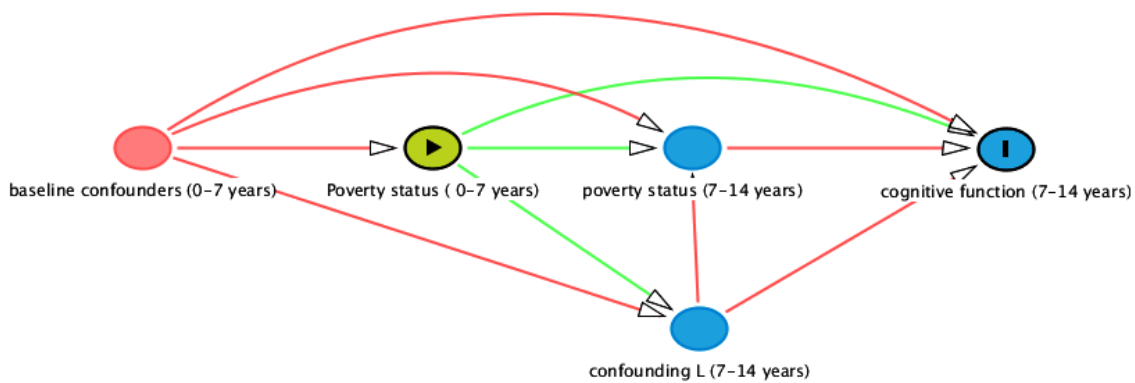 baseline confounders (0-7 years)
Poverty status ( 0-7 years)
poverty status (7-14 years)
cognitive function (7-14 years)
confounding L (7-14 years)